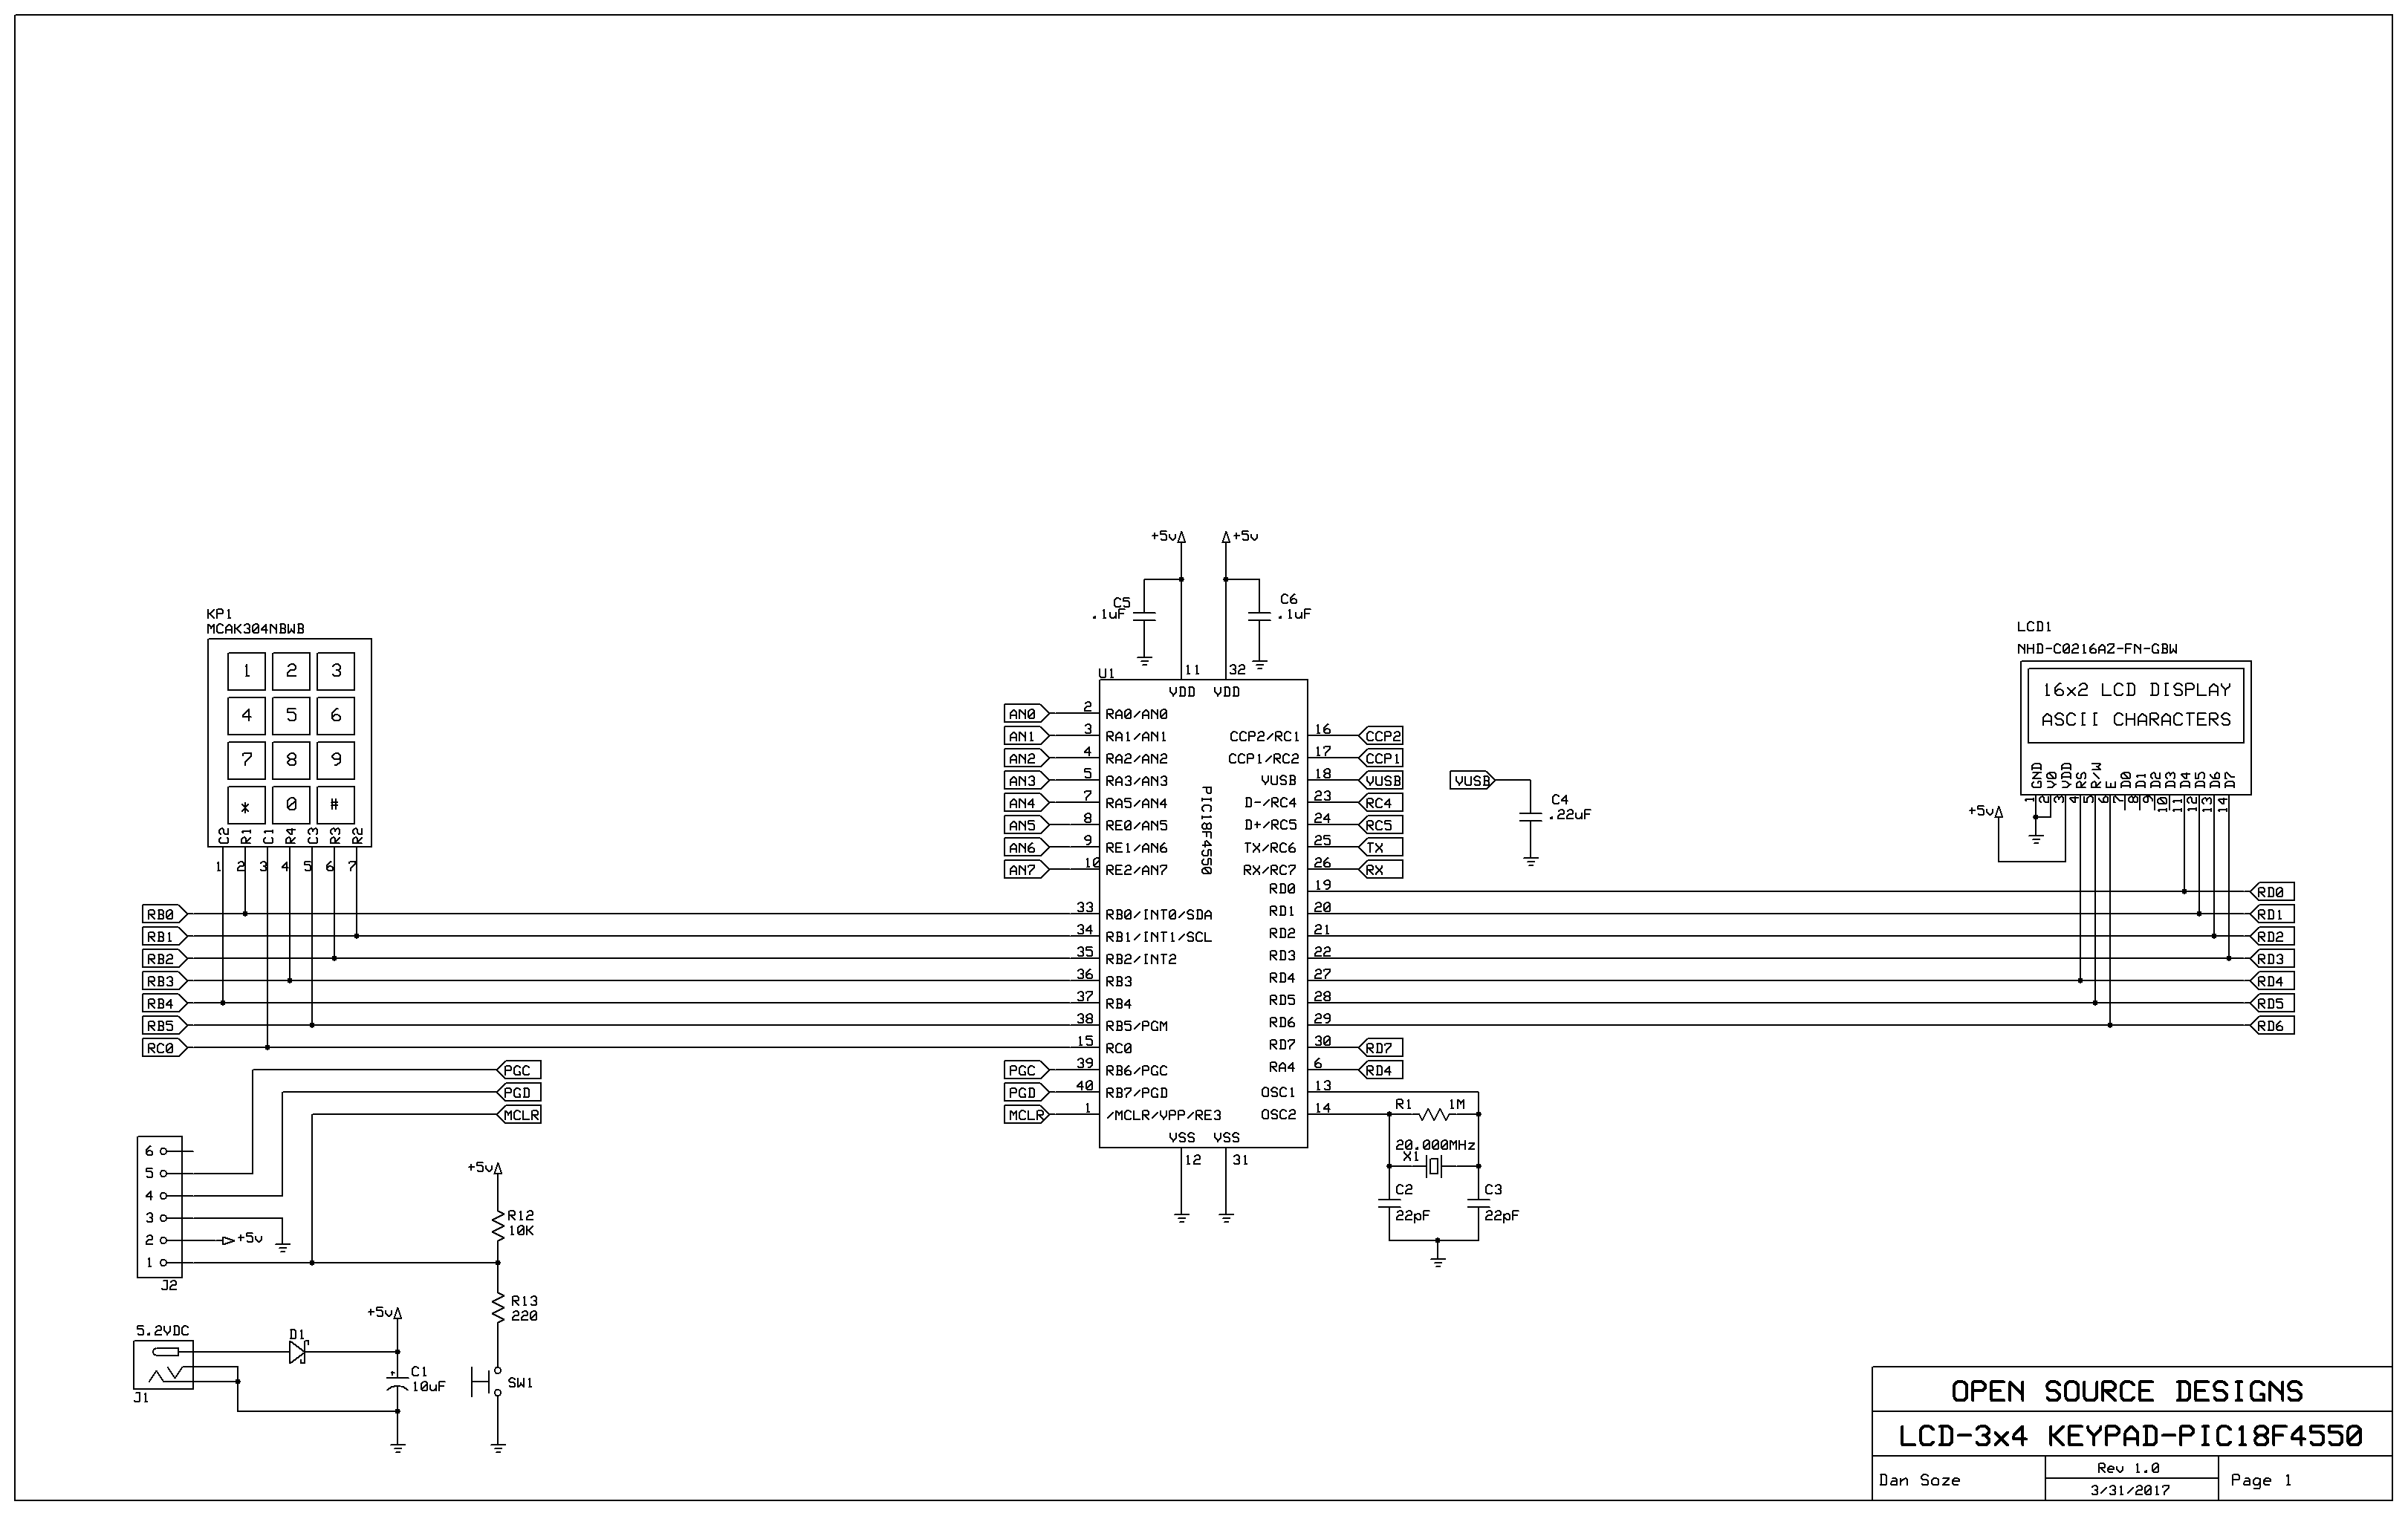 +5v +5v
C5 C6
.1uF .1uF
KP1
MCAK304NBWB
1 2 3
4 5 6
7 8 9
* 0 #
C2 R1 C1 R4 C3 R3 R2
1 2 3 4 5 6 7
LCD1
NHD-C0216AZ-FN-GBW
16x2 LCD DISPLAY
ASCII CHARACTERS
GND V0 VDD RS R/W E D0 D1 D2 D3 D4 D5 D6 D7
1 2 3 4 5 6 7 8 9 10 11 12 13 14
+5v
U1
11 32
VDD VDD
PIC18F4550
AN0 2 RA0/AN0
AN1 3 RA1/AN1
AN2 4 RA2/AN2
AN3 5 RA3/AN3
AN4 7 RA5/AN4
AN5 8 RE0/AN5
AN6 9 RE1/AN6
AN7 10 RE2/AN7
CCP2/RC1 16 CCP2
CCP1/RC2 17 CCP1
VUSB 18 VUSB
D-/RC4 23 RC4
D+/RC5 24 RC5
TX/RC6 25 TX
RX/RC7 26 RX
VUSB
C4
.22uF
RB0 33 RB0/INT0/SDA
RB1 34 RB1/INT1/SCL
RB2 35 RB2/INT2
RB3 36 RB3
RB4 37 RB4
RB5 38 RB5/PGM
RC0 15 RC0
PGC 39 RB6/PGC
PGD 40 RB7/PGD
MCLR 1 /MCLR/VPP/RE3
RD0 19 RD0
RD1 20 RD1
RD2 21 RD2
RD3 22 RD3
RD4 27 RD4
RD5 28 RD5
RD6 29 RD6
RD7 30 RD7
RA4 6 RD4
OSC1 13
OSC2 14
VSS VSS
12 31
R1 1M
20.000MHz
X1
C2 C3
22pF 22pF
PGC
PGD
MCLR
6
5
4
3
2 +5v
1
J2
+5v
R12
10K
R13
220
SW1
5.2VDC
J1
D1
+5v
C1
+
10uF
OPEN SOURCE DESIGNS
LCD-3x4 KEYPAD-PIC18F4550
Dan Soze
Rev 1.0
3/31/2017
Page 1